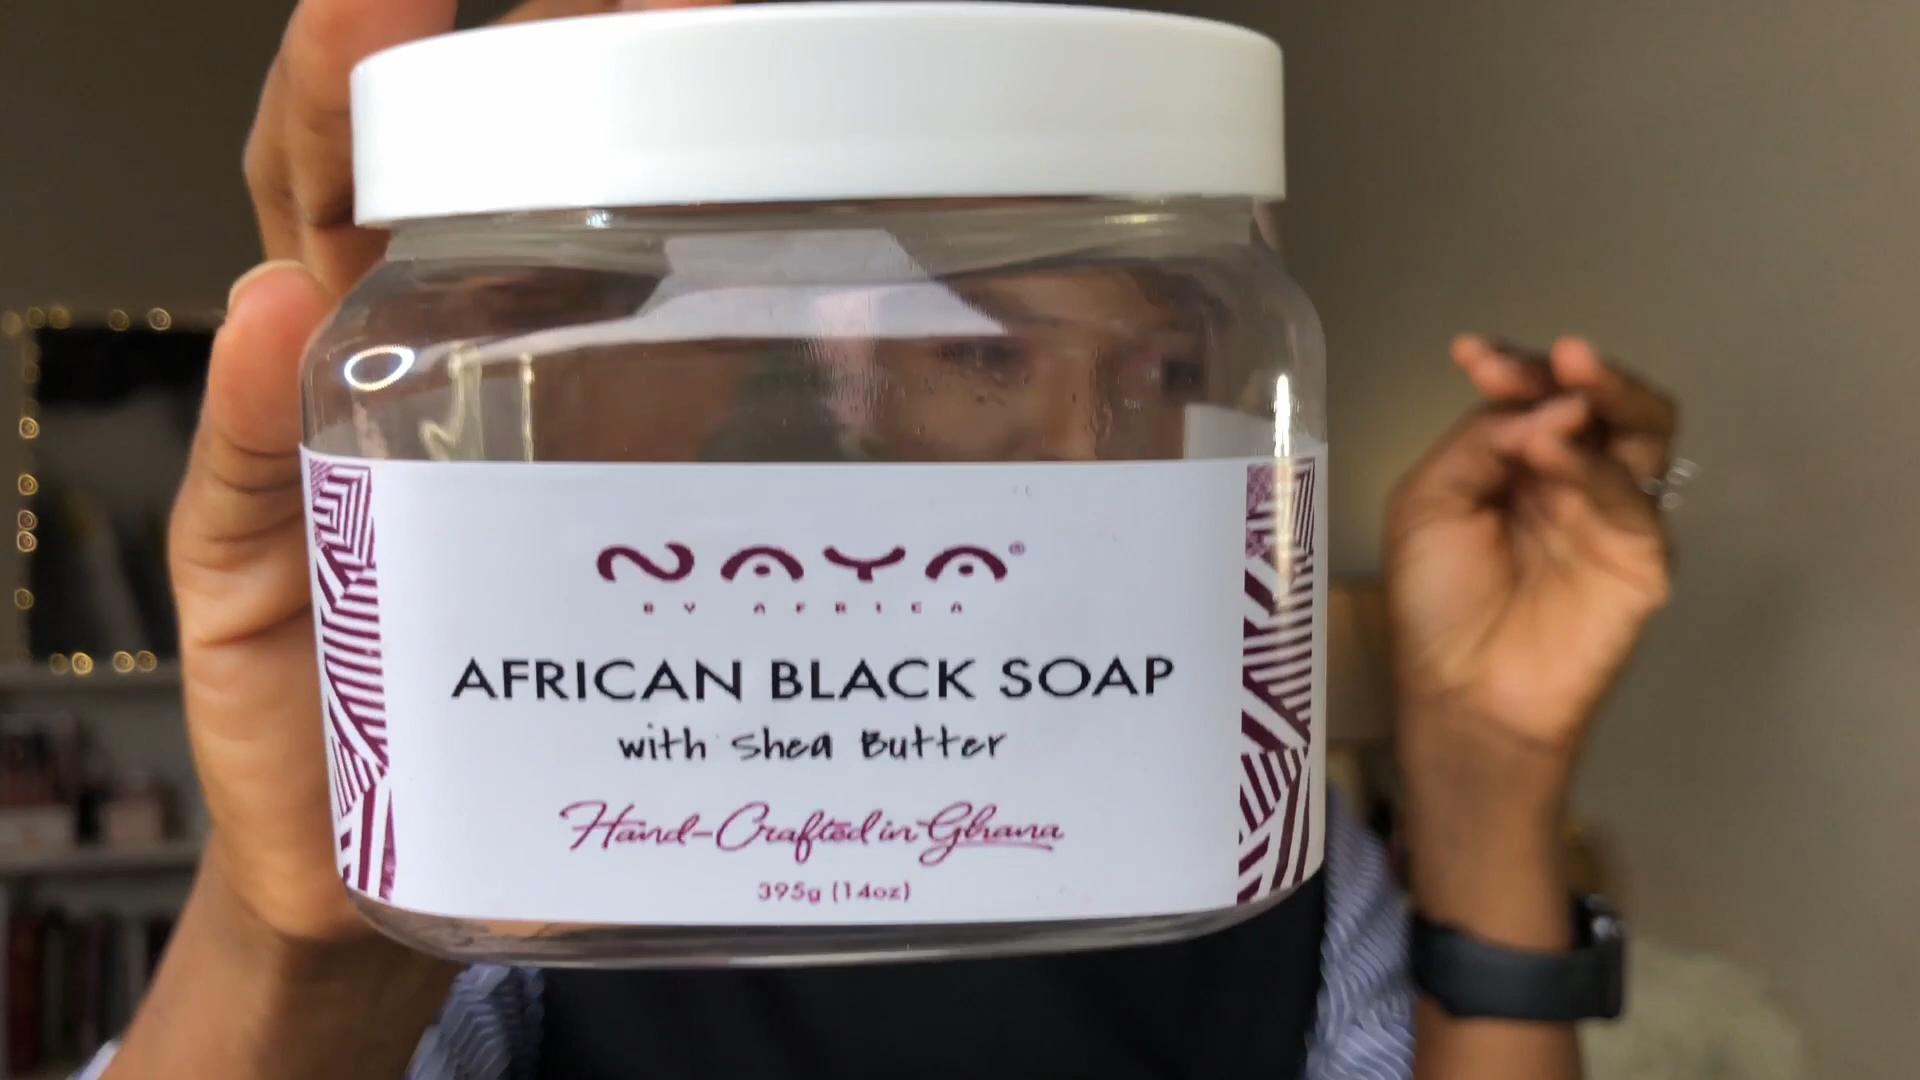 NAYA®
BY AFRICA
AFRICAN BLACK SOAP
with Shea Butter
Hand-Crafted in Ghana
395g (14oz)